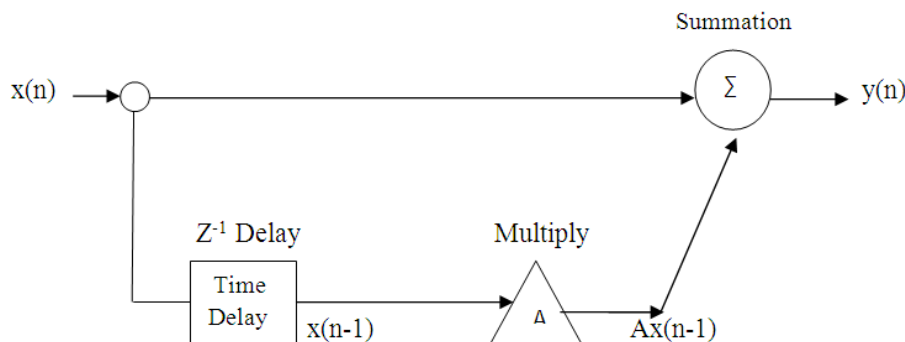 Summation
x(n)
Σ
y(n)
Z⁻¹ Delay
Multiply
Time
Delay
x(n-1)
A
Ax(n-1)